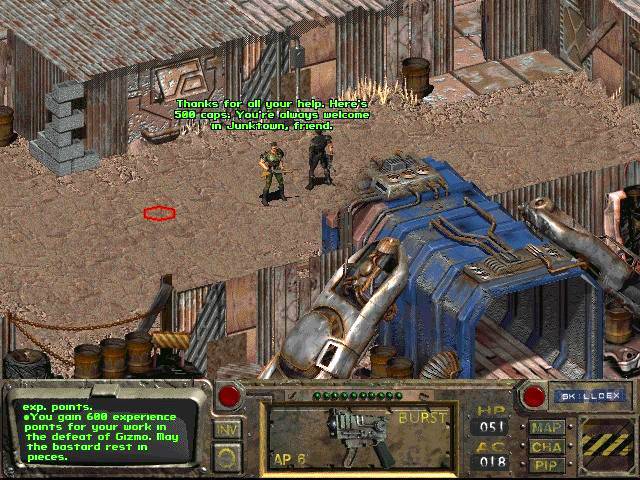 Thanks for all your help. Here's
500 caps. You're always welcome
in Junktown, friend.
exp. points.
•You gain 600 experience
points for your work in
the defeat of Gizmo. May
the bastard rest in
pieces.
INV
AP 6
BURST
HP
051
AC
018
SKILLDEX
MAP
CHA
PIP